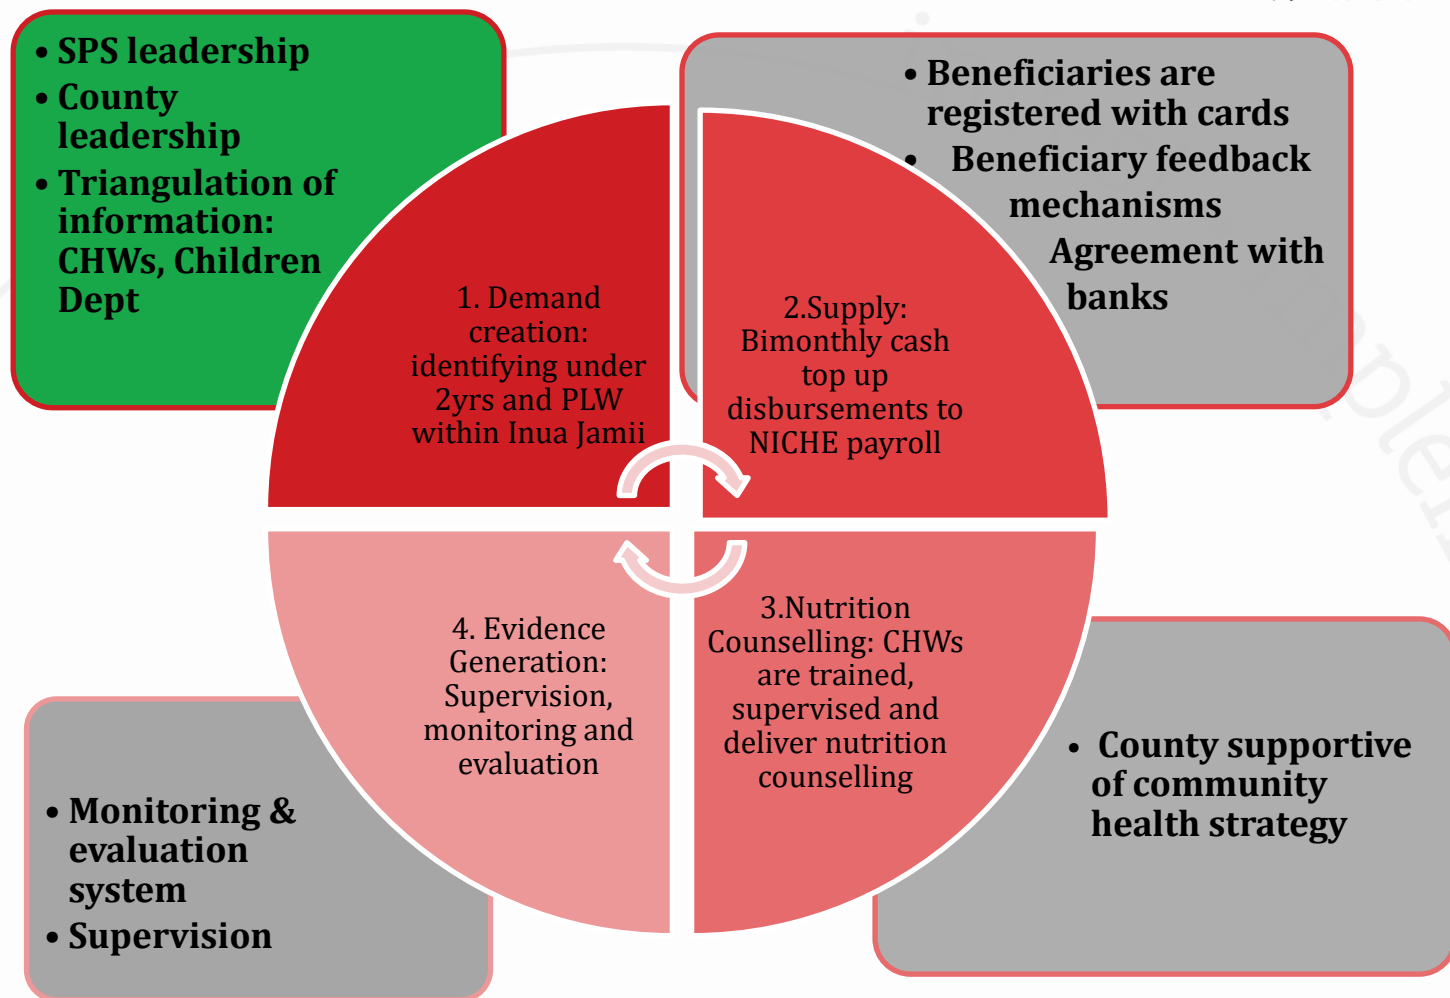 • SPS leadership
• County
leadership
• Triangulation of
information:
CHWs, Children
Dept
• Beneficiaries are
registered with cards
• Beneficiary feedback
mechanisms
Agreement with
banks
1. Demand
creation:
identifying under
2yrs and PLW
within Inua Jamii
2.Supply:
Bimonthly cash
top up
disbursements to
NICHE payroll
4. Evidence
Generation:
Supervision,
monitoring and
evaluation
3.Nutrition
Counselling: CHWs
are trained,
supervised and
deliver nutrition
counselling
• Monitoring &
evaluation
system
• Supervision
• County supportive
of community
health strategy